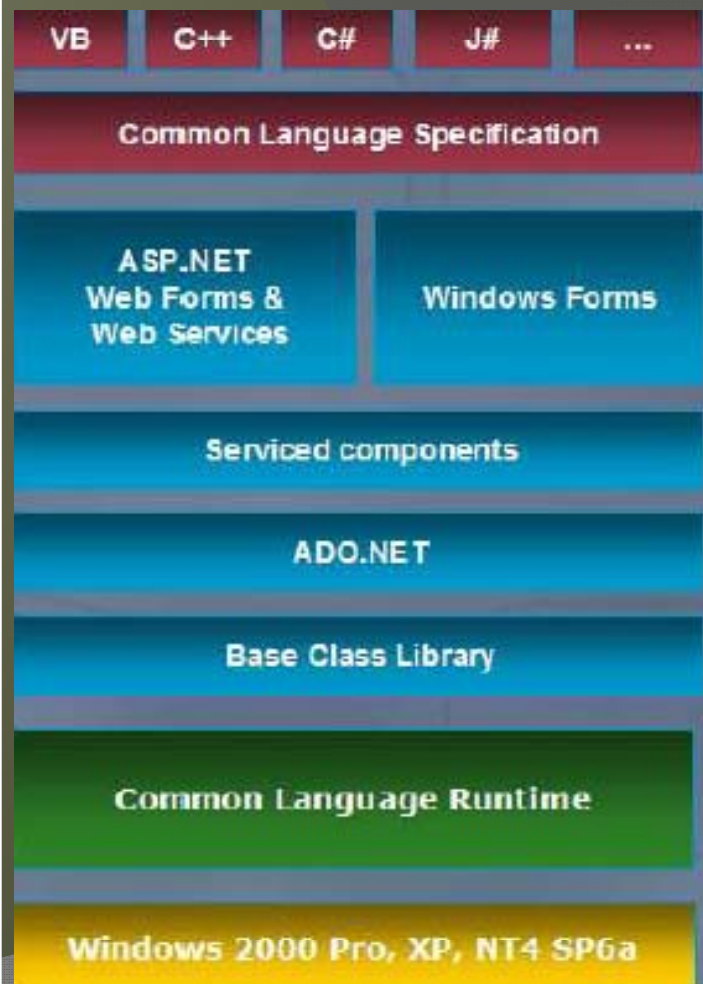 VB C++ C# J# ...
Common Language Specification
ASP.NET
Web Forms &
Web Services
Windows Forms
Serviced components
ADO.NET
Base Class Library
Common Language Runtime
Windows 2000 Pro, XP, NT4 SP6a